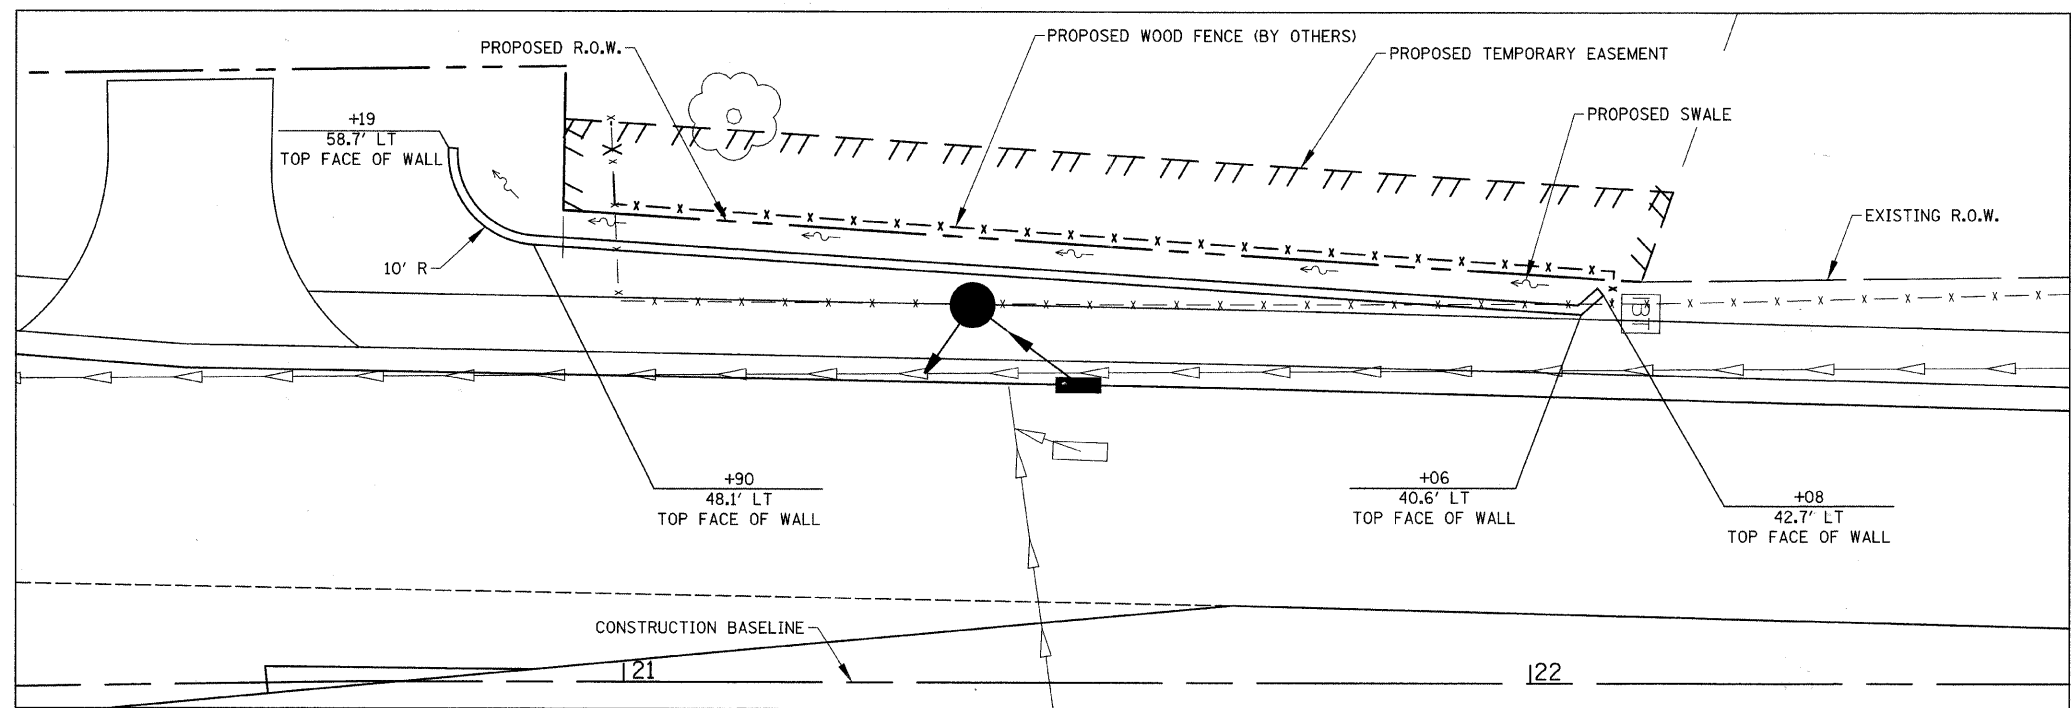 PROPOSED R.O.W.
PROPOSED WOOD FENCE (BY OTHERS)
PROPOSED TEMPORARY EASEMENT
+19
58.7' LT
TOP FACE OF WALL
PROPOSED SWALE
EXISTING R.O.W.
10' R
+90
48.1' LT
TOP FACE OF WALL
+06
40.6' LT
TOP FACE OF WALL
+08
42.7' LT
TOP FACE OF WALL
CONSTRUCTION BASELINE
21
22